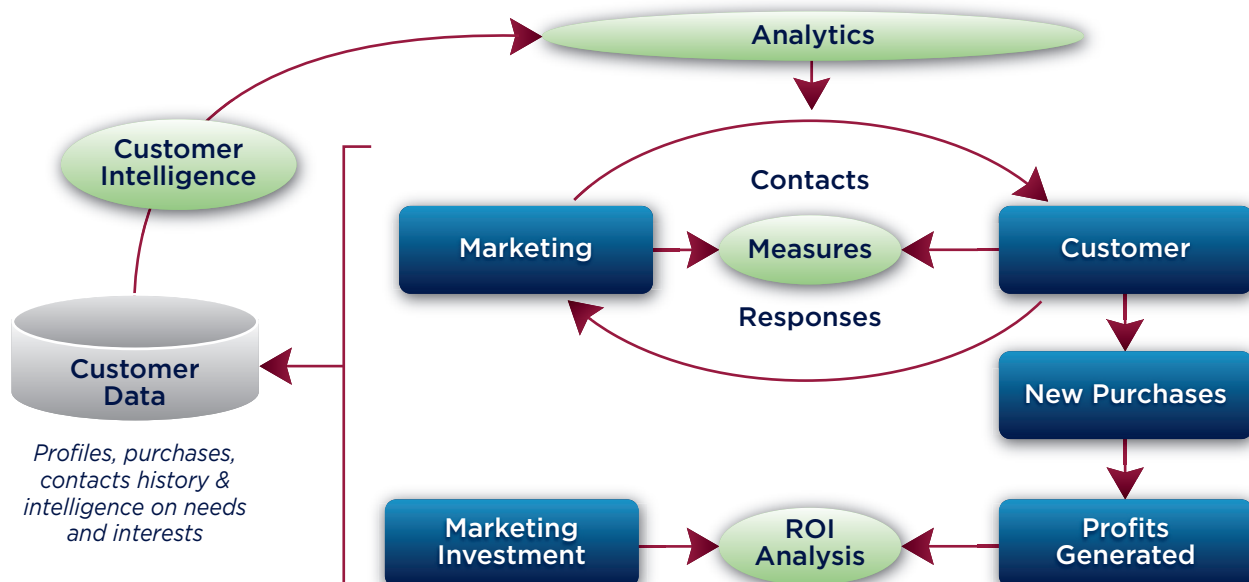 Analytics
Customer
Intelligence
Contacts
Marketing
Measures
Customer
Responses
Customer
Data
New Purchases
Profiles, purchases,
contacts history &
intelligence on needs
and interests
Marketing
Investment
ROI
Analysis
Profits
Generated